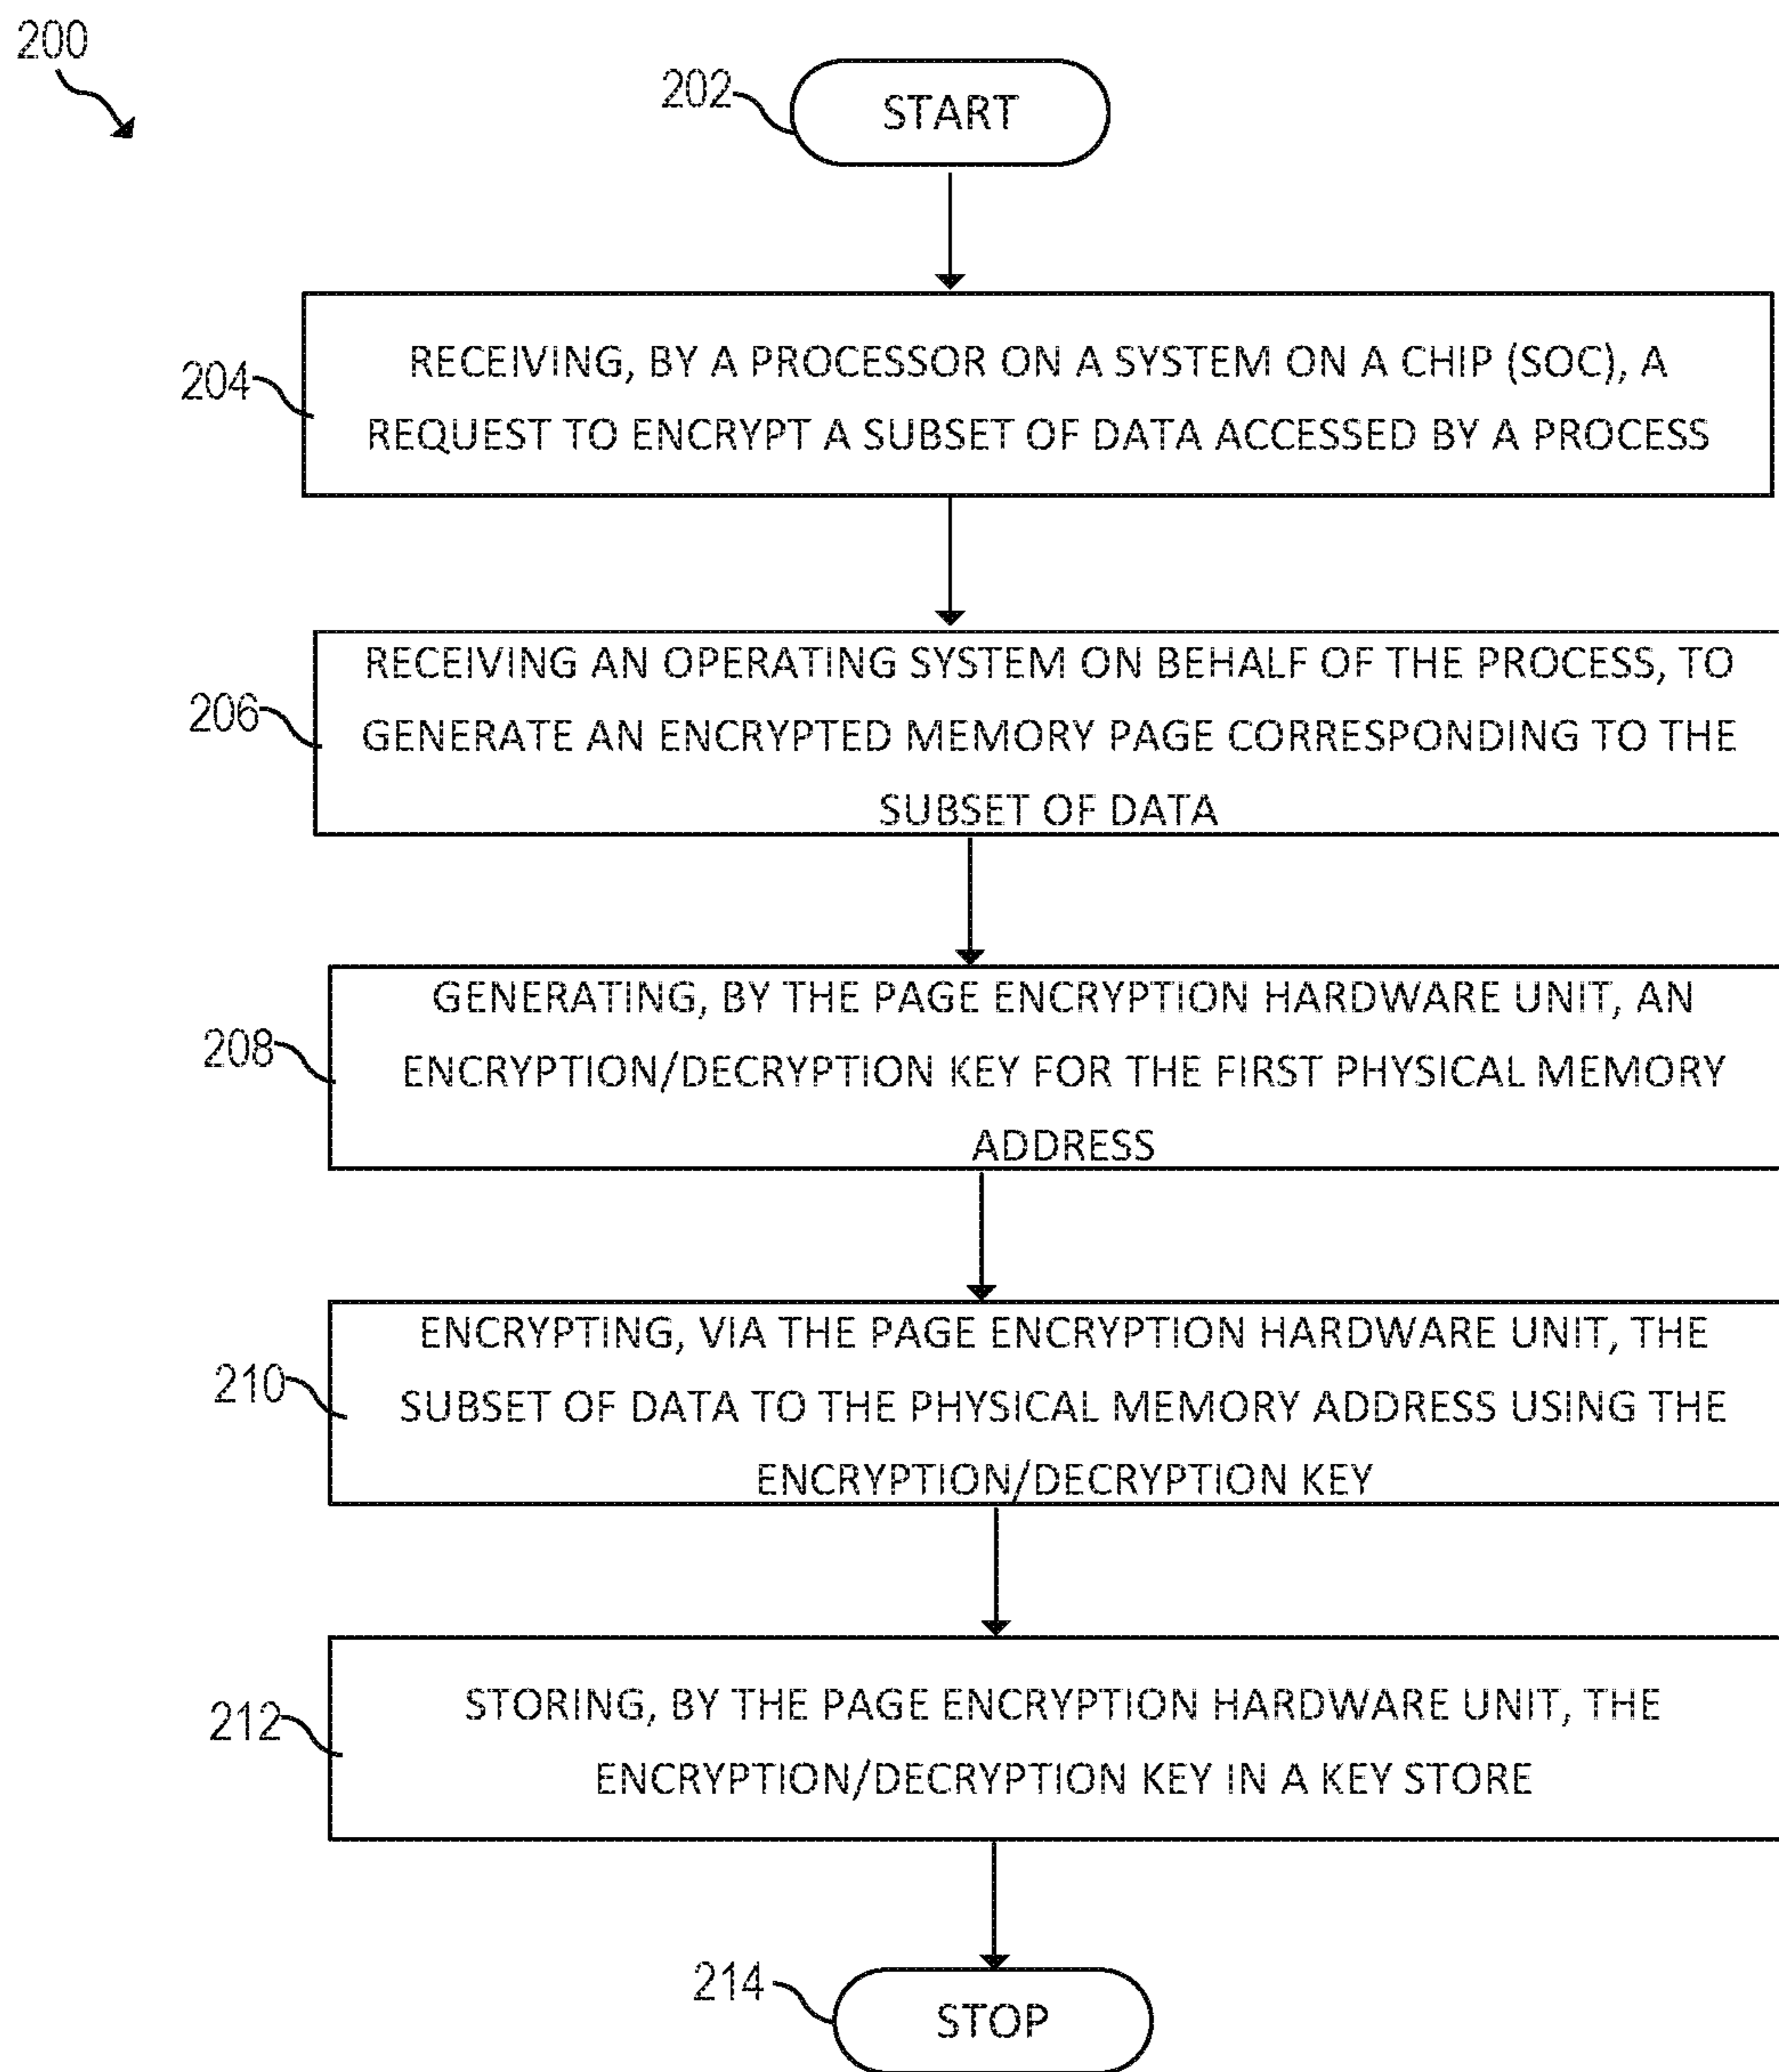 200
202
START
204
RECEIVING, BY A PROCESSOR ON A SYSTEM ON A CHIP (SOC), A
REQUEST TO ENCRYPT A SUBSET OF DATA ACCESSED BY A PROCESS
206
RECEIVING AN OPERATING SYSTEM ON BEHALF OF THE PROCESS, TO
GENERATE AN ENCRYPTED MEMORY PAGE CORRESPONDING TO THE
SUBSET OF DATA
208
GENERATING, BY THE PAGE ENCRYPTION HARDWARE UNIT, AN
ENCRYPTION/DECRYPTION KEY FOR THE FIRST PHYSICAL MEMORY
ADDRESS
210
ENCRYPTING, VIA THE PAGE ENCRYPTION HARDWARE UNIT, THE
SUBSET OF DATA TO THE PHYSICAL MEMORY ADDRESS USING THE
ENCRYPTION/DECRYPTION KEY
212
STORING, BY THE PAGE ENCRYPTION HARDWARE UNIT, THE
ENCRYPTION/DECRYPTION KEY IN A KEY STORE
214
STOP